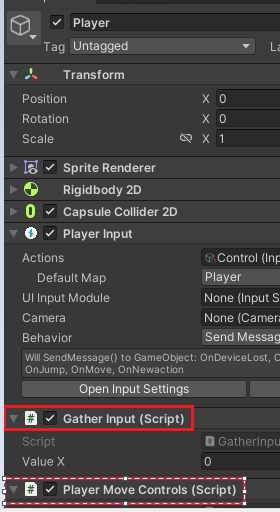 Player
Tag Untagged La
Transform
Position X 0
Rotation X 0
Scale X 1
Sprite Renderer
Rigidbody 2D
Capsule Collider 2D
Player Input
Actions Control (Inp
Default Map Player
UI Input Module None (Input S
Camera None (Camera
Behavior Send Messag
Will SendMessage() to GameObject: OnDeviceLost, O
OnJump, OnMove, OnNewaction
Open Input Settings
# Gather Input (Script)
Script GatherInput
Value X 0
# Player Move Controls (Script)